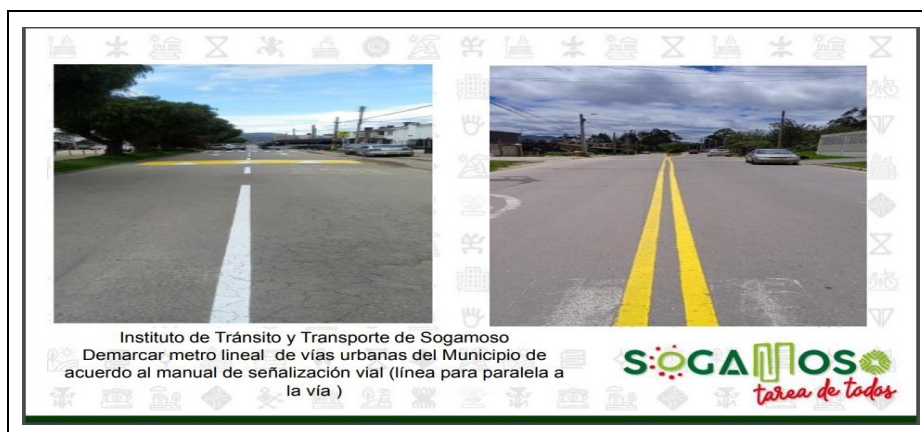 Instituto de Tránsito y Transporte de Sogamoso
Demarcar metro lineal de vías urbanas del Municipio de
acuerdo al manual de señalización vial (línea para paralela a
la vía )
SOGAMOSO
tarea de todos